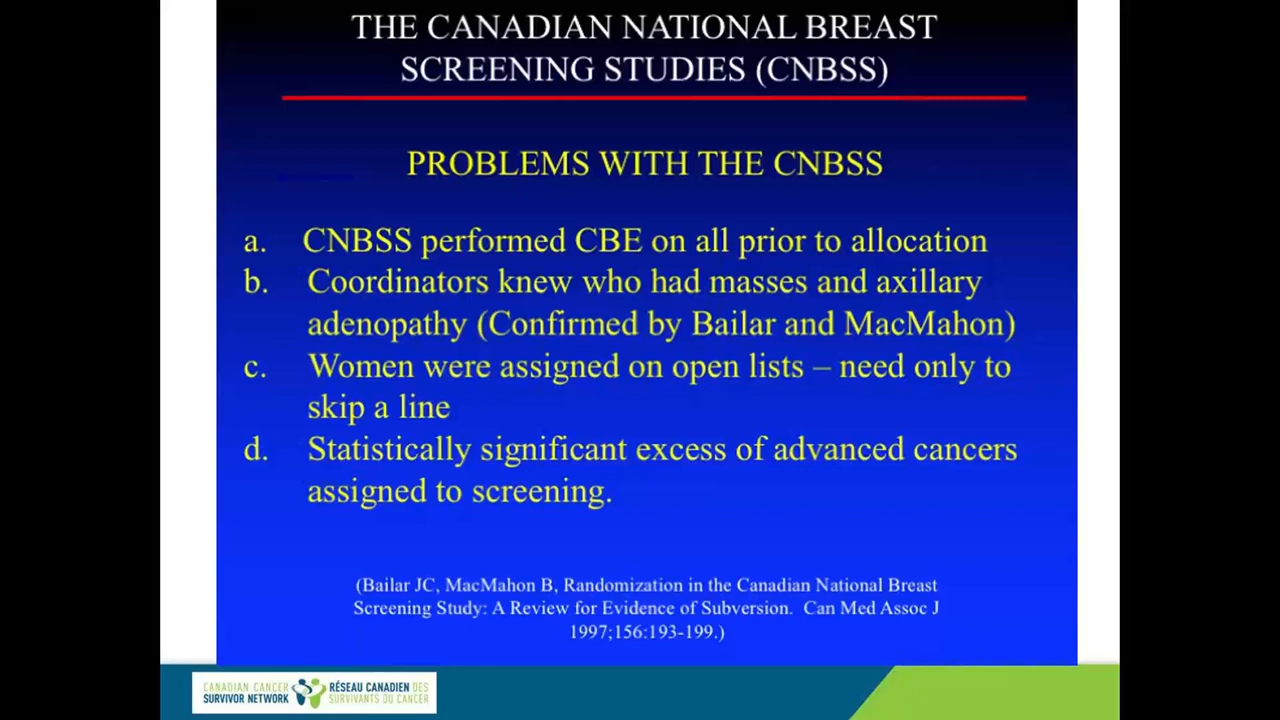 THE CANADIAN NATIONAL BREAST
SCREENING STUDIES (CNBSS)
PROBLEMS WITH THE CNBSS
a. CNBSS performed CBE on all prior to allocation
b. Coordinators knew who had masses and axillary
adenopathy (Confirmed by Bailar and MacMahon)
c. Women were assigned on open lists – need only to
skip a line
d. Statistically significant excess of advanced cancers
assigned to screening.
(Bailar JC, MacMahon B, Randomization in the Canadian National Breast
Screening Study: A Review for Evidence of Subversion. Can Med Assoc J
1997;156:193-199.)
CANADIAN CANCER
SURVIVOR NETWORK
RÉSEAU CANADIEN DES
SURVIVANTS DU CANCER